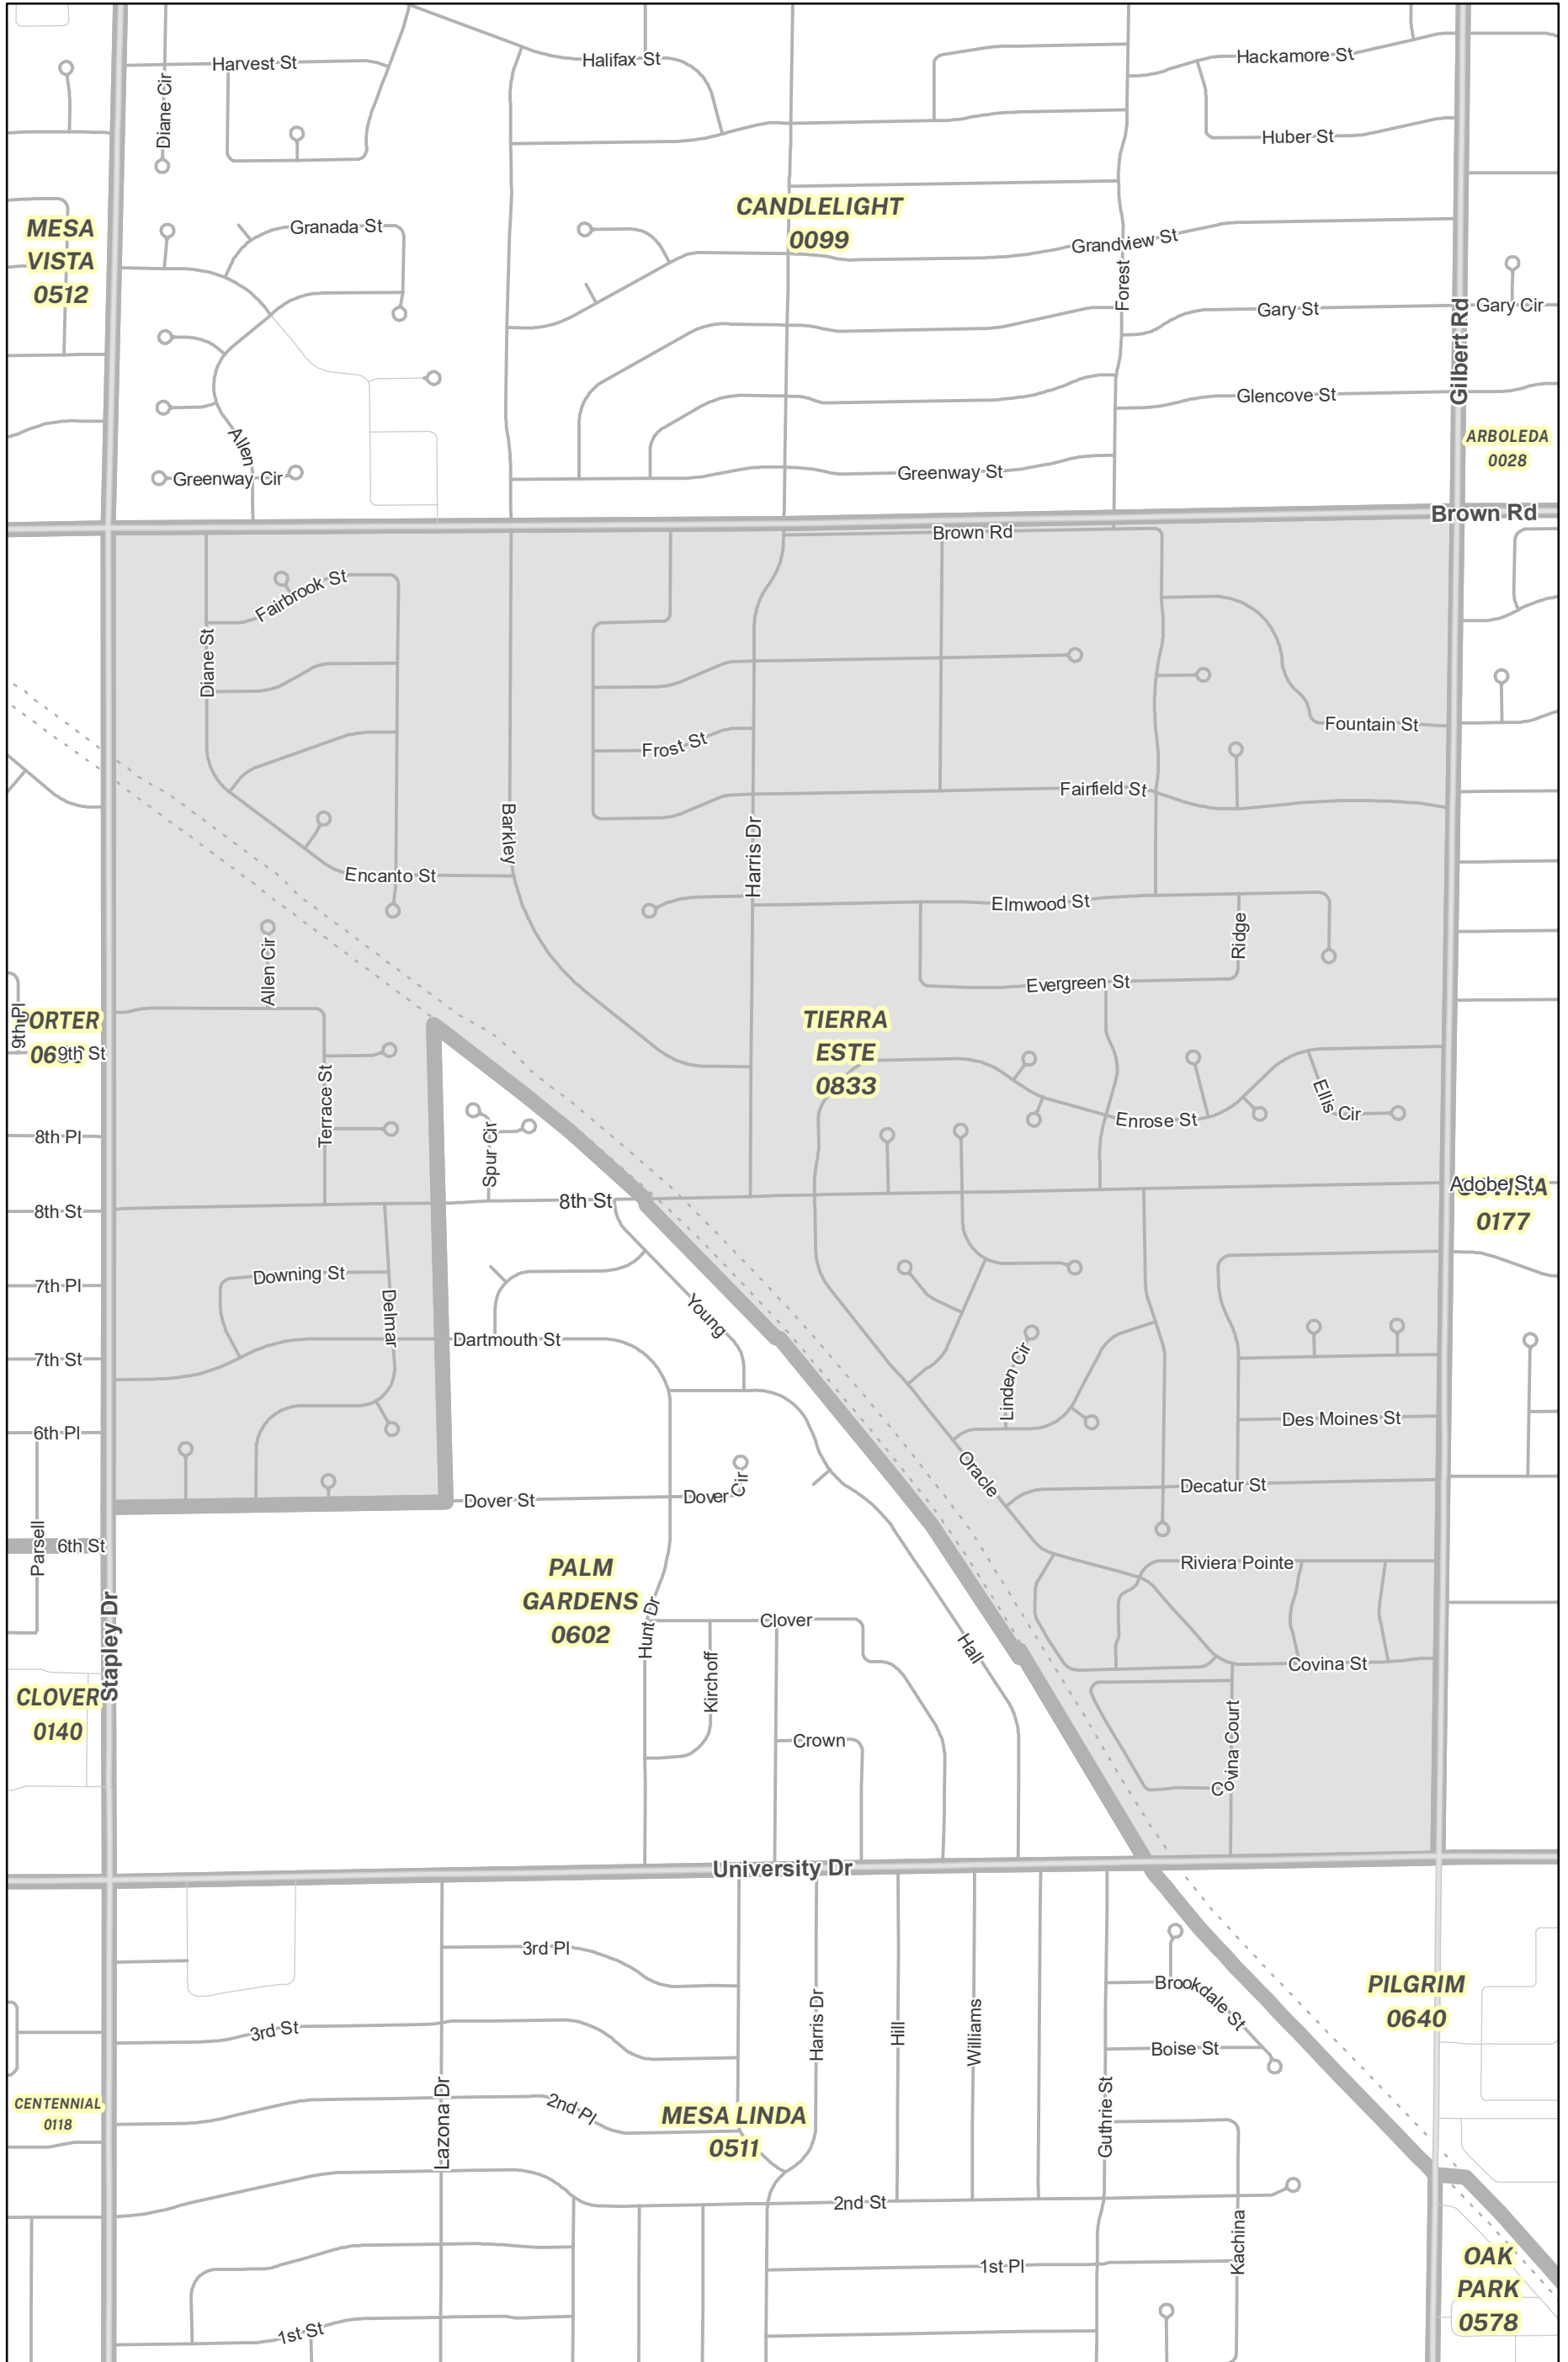 Harvest St
Halifax St
Hackamore St
Diane Cir
Huber St
MESA
VISTA
0512
CANDLELIGHT
0099
Granada St
Grandview St
Forest
Gary St
Gary Cir
Gilbert Rd
Glencove St
Allen
ARBOLEDA
0028
Greenway Cir
Greenway St
Brown Rd
Brown Rd
Fairbrook St
Diane St
Fountain St
Frost St
Fairfield St
Barkley
Harris Dr
Encanto St
Elmwood St
Ridge
Allen Cir
Evergreen St
9th Pl
ORTER
9th St
TIERRA
ESTE
0833
Terrace St
Spur Cir
Enrose St
Ellis
Cir
8th Pl
8th St
8th St
Adobe St
0177
7th Pl
Downing St
Delmar
Young
7th St
Dartmouth St
Linden Cir
6th Pl
Des Moines St
Oracle
Decatur St
Dover St
Dover
Cir
Parsell
6th St
PALM
GARDENS
0602
Riviera Pointe
Stapley Dr
Hunt Dr
Clover
Hall
Kirchoff
Covina St
CLOVER
0140
Crown
Covina Court
University Dr
3rd Pl
Brookdale St
PILGRIM
0640
3rd St
Harris Dr
Hill
Williams
Boise St
CENTENNIAL
0118
Lazona Dr
2nd Pl
MESA LINDA
0511
Guthrie St
2nd St
Kachina
1st Pl
OAK
PARK
0578
1st St